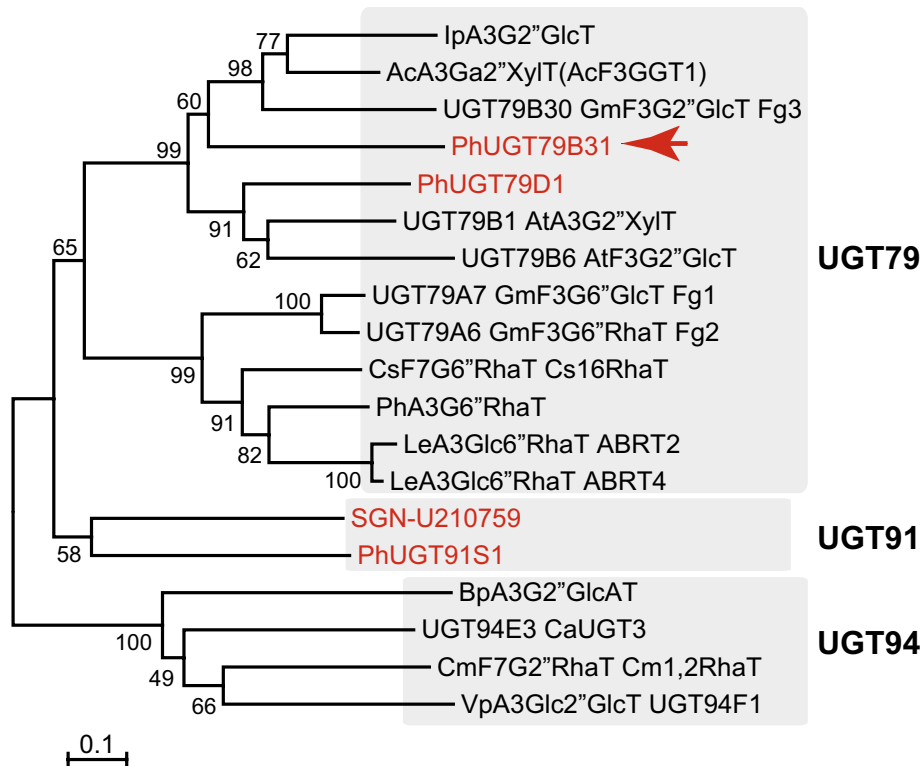 77
IpA3G2”GlcT
98
AcA3Ga2”XylT(AcF3GGT1)
60
UGT79B30 GmF3G2”GlcT Fg3
99
PhUGT79B31
PhUGT79D1
91
UGT79B1 AtA3G2”XylT
62
UGT79B6 AtF3G2”GlcT
65
UGT79
100
UGT79A7 GmF3G6”GlcT Fg1
UGT79A6 GmF3G6”RhaT Fg2
99
CsF7G6”RhaT Cs16RhaT
91
PhA3G6”RhaT
82
LeA3Glc6”RhaT ABRT2
100
LeA3Glc6”RhaT ABRT4
SGN-U210759
UGT91
58
PhUGT91S1
BpA3G2”GlcAT
100
UGT94E3 CaUGT3
UGT94
49
CmF7G2”RhaT Cm1,2RhaT
66
VpA3Glc2”GlcT UGT94F1
0.1